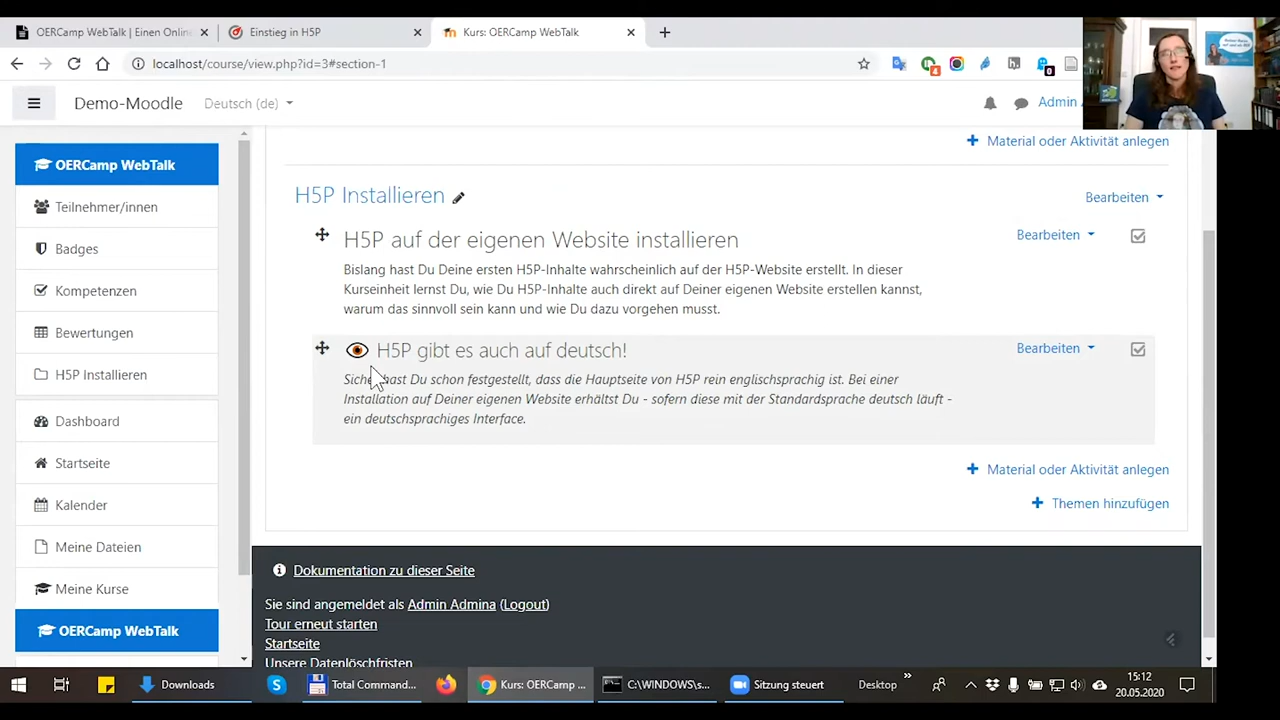 OERCamp WebTalk | Einen Onlin
Einstieg in H5P
Kurs: OERCamp WebTalk
localhost/course/view.php?id=3#section-1
4
0
Demo-Moodle
Deutsch (de)
Admin
OERCamp WebTalk
Teilnehmer/innen
Badges
Kompetenzen
Bewertungen
H5P Installieren
Dashboard
Startseite
Kalender
Meine Dateien
Meine Kurse
OERCamp WebTalk
Material oder Aktivität anlegen
H5P Installieren
Bearbeiten
H5P auf der eigenen Website installieren
Bearbeiten
Bislang hast Du Deine ersten H5P-Inhalte wahrscheinlich auf der H5P-Website erstellt. In dieser
Kurseinheit lernst Du, wie Du H5P-Inhalte auch direkt auf Deiner eigenen Website erstellen kannst,
warum das sinnvoll sein kann und wie Du dazu vorgehen musst.
H5P gibt es auch auf deutsch!
Bearbeiten
hast Du schon festgestellt, dass die Hauptseite von H5P rein englischsprachig ist. Bei einer
Installation auf Deiner eigenen Website erhältst Du - sofern diese mit der Standardsprache deutsch läuft -
ein deutschsprachiges Interface.
Material oder Aktivität anlegen
Themen hinzufügen
Dokumentation zu dieser Seite
Sie sind angemeldet als Admin Admina (Logout)
Tour erneut starten
Startseite
Unsere Datenlöschfristen
Downloads
Total Command...
Kurs: OERCamp ...
C:\WINDOWS\s...
Sitzung steuert
Desktop
15:12
20.05.2020